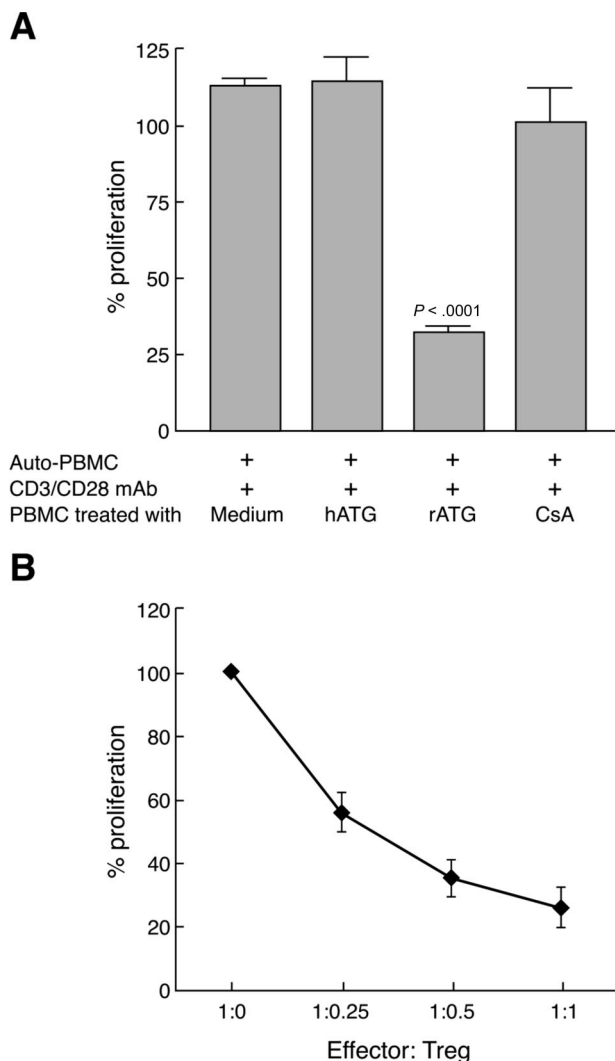 A
125
100
75
50
25
0
% proliferation
P < .0001
Auto-PBMC + + + +
CD3/CD28 mAb + + + +
PBMC treated with Medium hATG rATG CsA
B
120
100
80
60
40
20
0
% proliferation
1:0 1:0.25 1:0.5 1:1
Effector: Treg